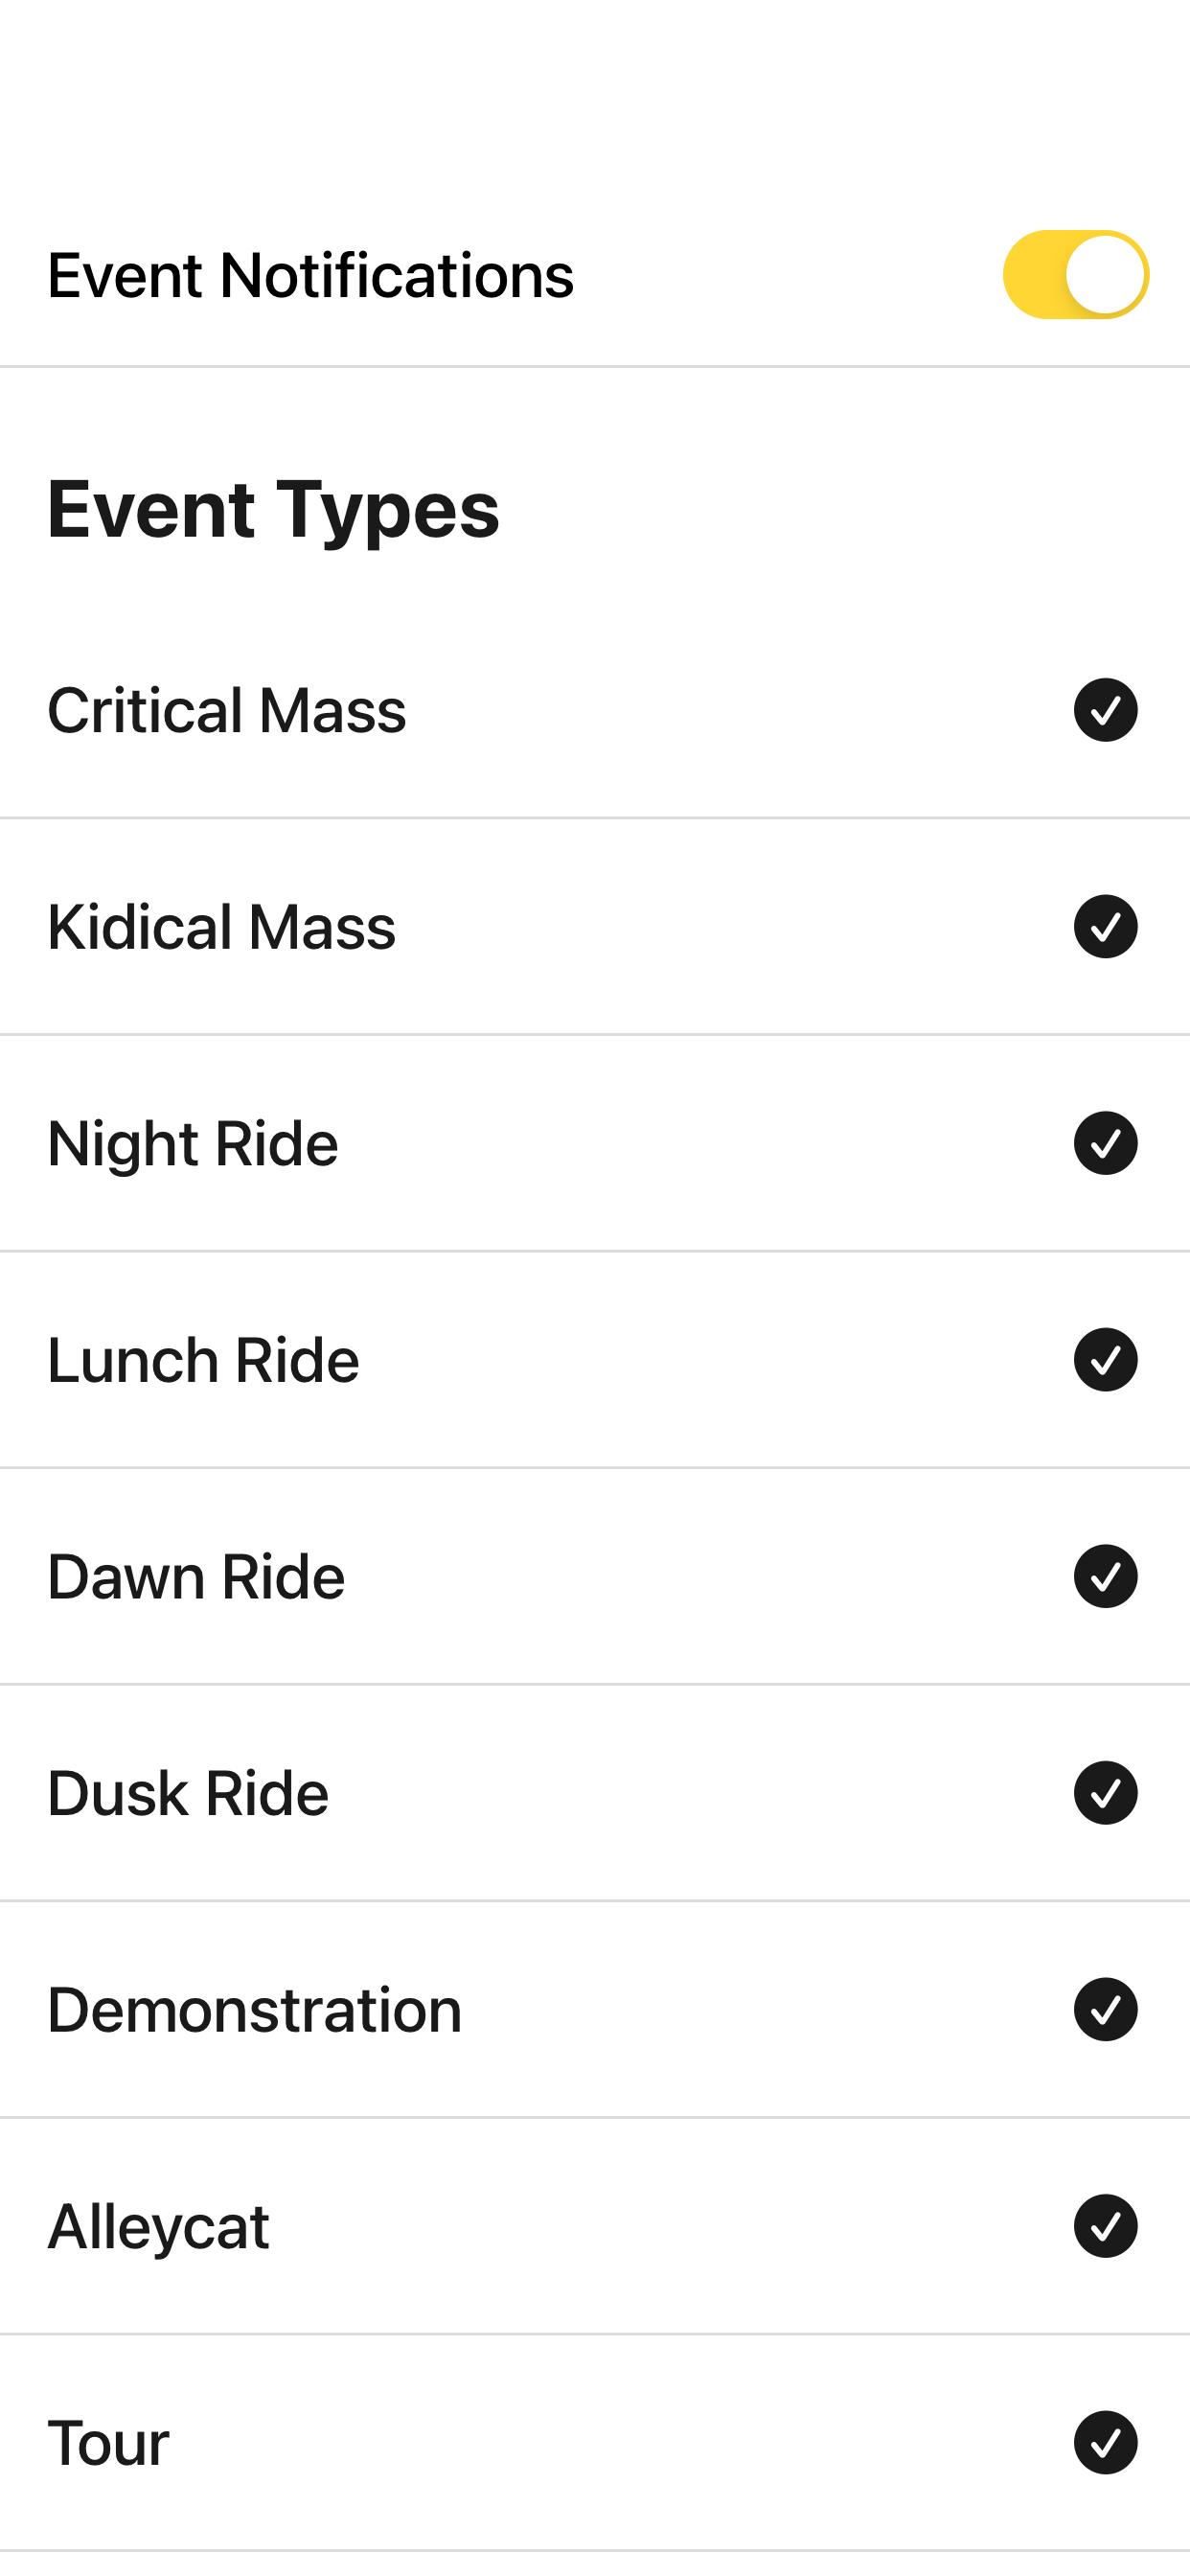 Event Notifications
Event Types
Critical Mass
Kidical Mass
Night Ride
Lunch Ride
Dawn Ride
Dusk Ride
Demonstration
Alleycat
Tour